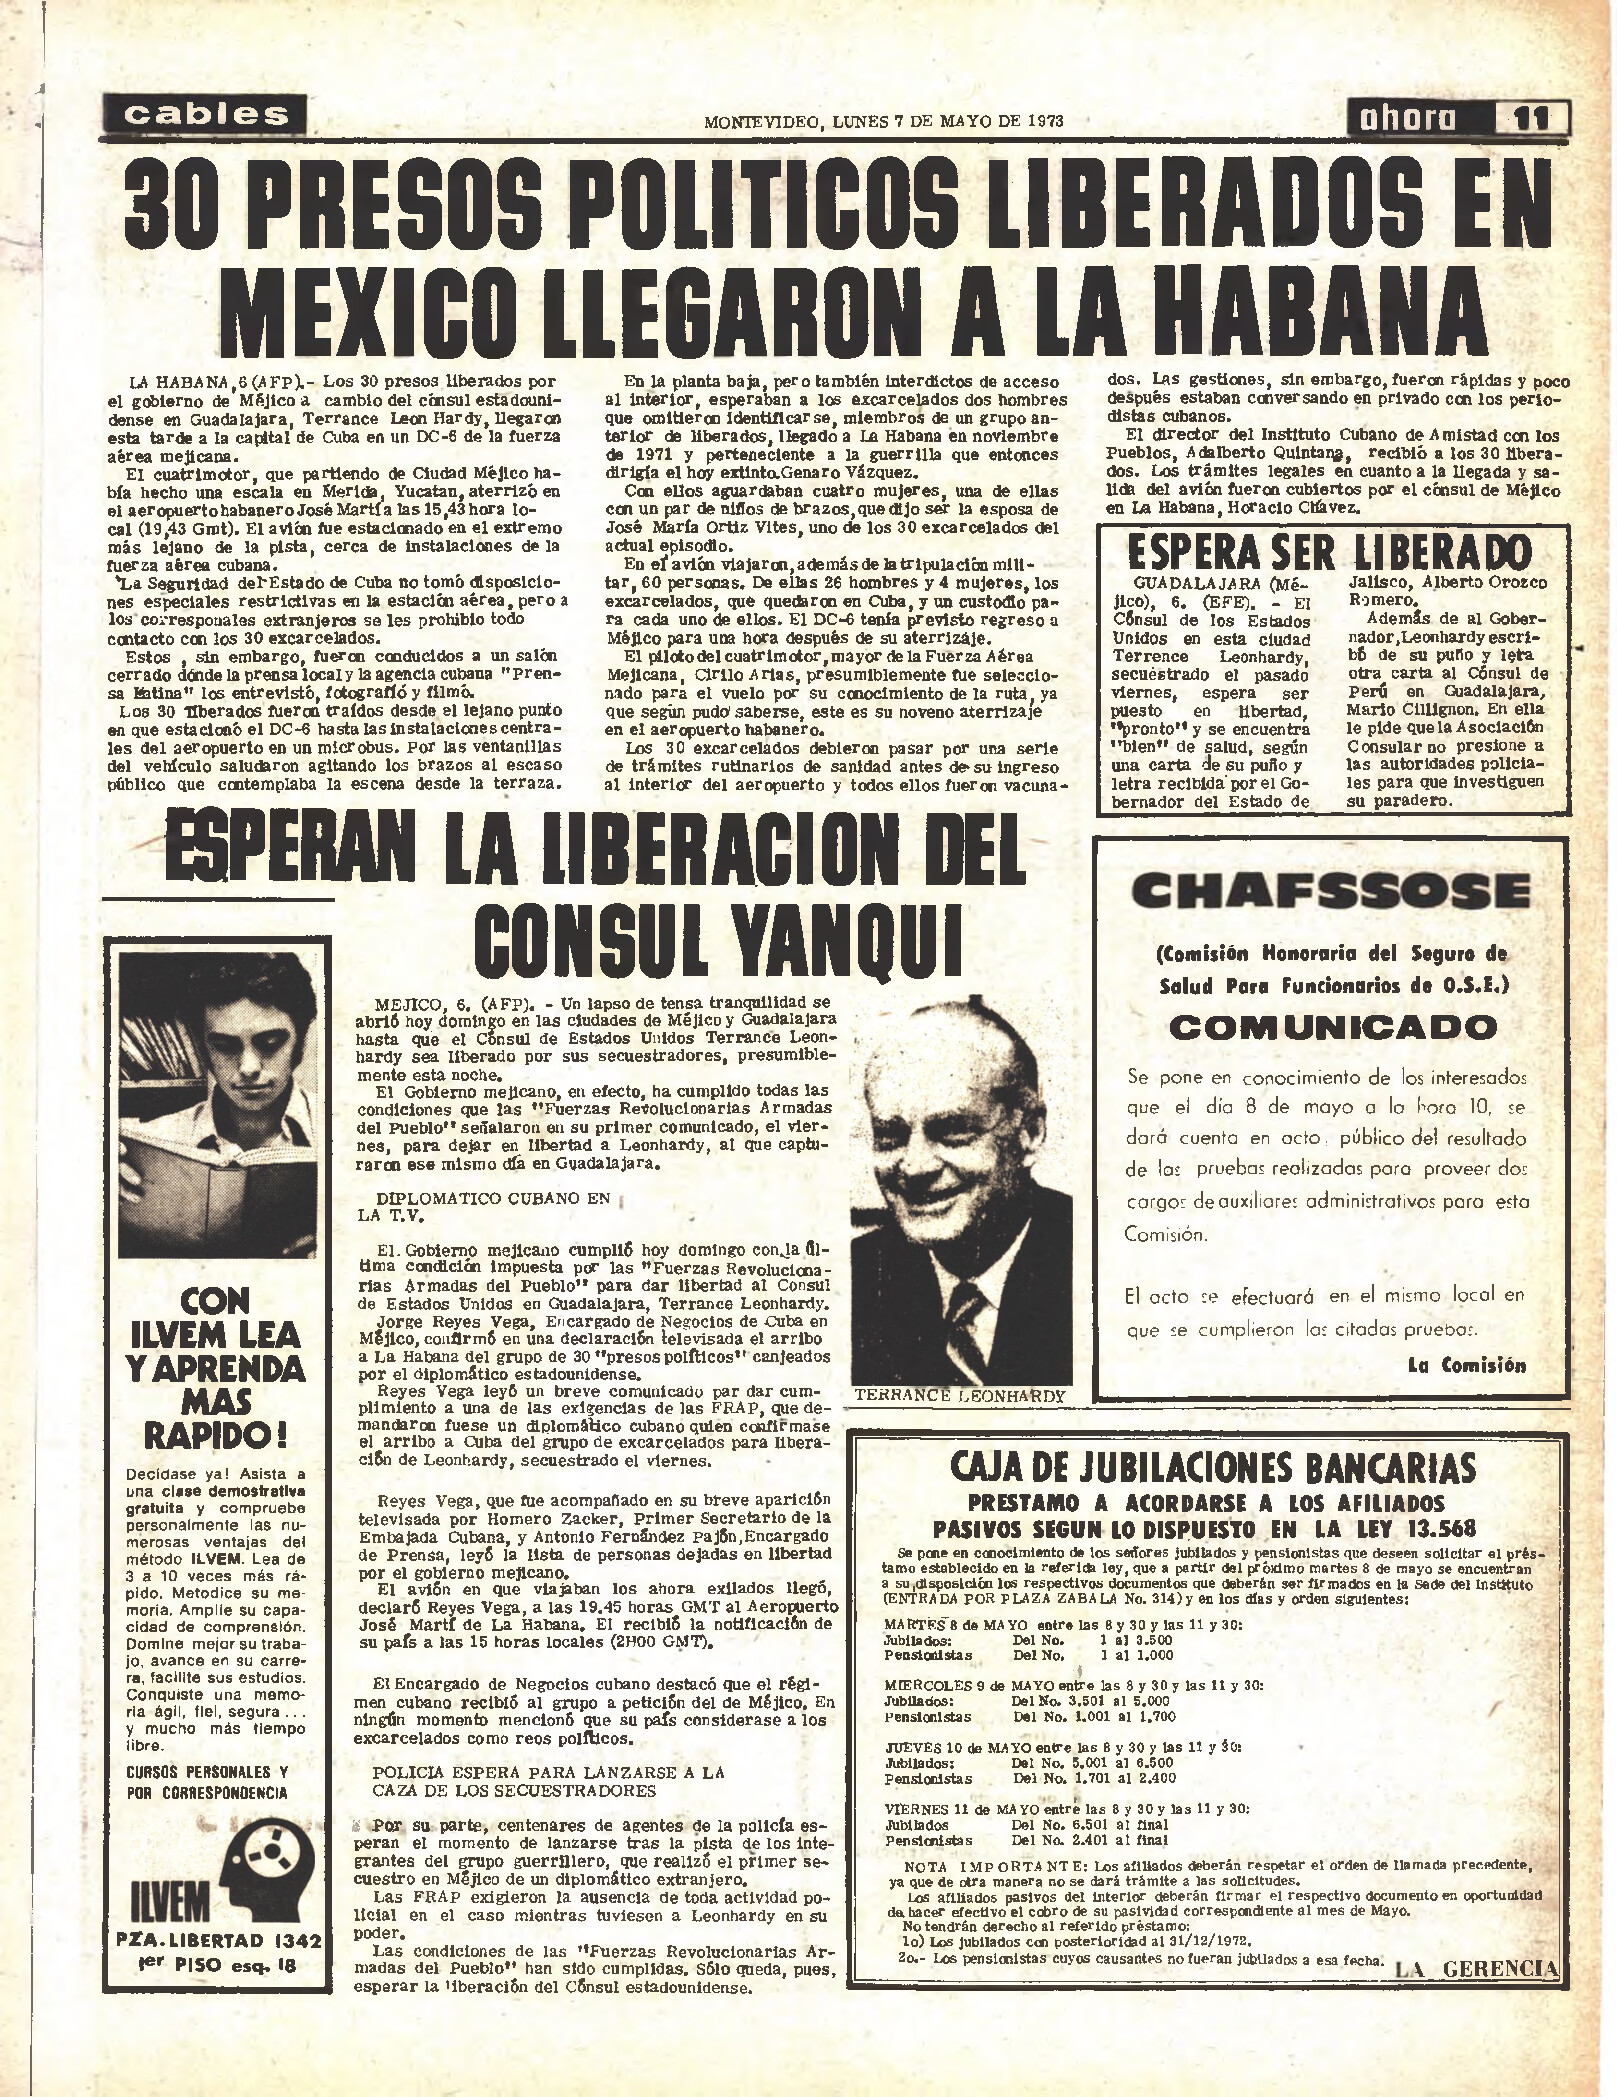 cables
MONTEVIDEO, LUNES 7 DE MAYO DE 1973
ahora 11
30 PRESOS POLITICOS LIBERADOS EN
MEXICO LLEGARON A LA HABANA
LA HABANA,6 (AFP).- Los 30 presos liberados por
el gobierno de Méjico a cambio del cónsul estadouni-
dense en Guadalajara, Terrance Leon Hardy, llegaron
esta tarde a la capital de Cuba en un DC-6 de la fuerza
aérea mejicana.
El cuatrimotor, que partiendo de Ciudad Méjico ha-
bía hecho una escala en Merida, Yucatan, aterrizó en
el aeropuerto habanero José Martía las 15,43 hora lo-
cal (19,43 Gmt). El avión fue estacionado en el extremo
más lejano de la pista, cerca de instalaciones de la
fuerza aérea cubana.
La Seguridad del Estado de Cuba no tomó disposicio-
nes especiales restrictivas en la estación aérea, pero a
los corresponales extranjeros se les prohibio todo
contacto con los 30 excarcelados.
Estos , sin embargo, fueron conducidos a un salón
cerrado donde la prensa local y la agencia cubana "Pren-
sa Latina" los entrevistó, fotografió y filmó.
Los 30 liberados fueron traídos desde el lejano punto
en que estacionó el DC-6 hasta las instalaciones centra-
les del aeropuerto en un microbus. Por las ventanillas
del vehículo saludaron agitando los brazos al escaso
público que contemplaba la escena desde la terraza.
En la planta baja, pero también interdictos de acceso
al interior, esperaban a los excarcelados dos hombres
que omitieron identificarse, miembros de un grupo an-
terior de liberados, llegado a La Habana en noviembre
de 1971 y perteneciente a la guerrilla que entonces
dirigía el hoy extinto.Genaro Vázquez.
Con ellos aguardaban cuatro mujeres, una de ellas
con un par de niños de brazos, que dijo ser la esposa de
José María Ortiz Vites, uno de los 30 excarcelados del
actual episodio.
En el avión viajaron, además de la tripulación mili-
tar, 60 personas. De ellas 26 hombres y 4 mujeres, los
excarcelados, que quedaron en Cuba, y un custodio pa-
ra cada uno de ellos. El DC-6 tenía previsto regreso a
Méjico para una hora después de su aterrizáje.
El piloto del cuatrimotor, mayor de la Fuerza Aérea
Mejicana, Cirilo Arias, presumiblemente fue seleccio-
nado para el vuelo por su conocimiento de la ruta, ya
que según pudo saberse, este es su noveno aterrizaje
en el aeropuerto habanero.
Los 30 excarcelados debieron pasar por una serie
de trámites rutinarios de sanidad antes de su ingreso
al interior del aeropuerto y todos ellos fueron vacuna-
dos. Las gestiones, sin embargo, fueron rápidas y poco
después estaban conversando en privado con los perio-
distas cubanos.
El director del Instituto Cubano de Amistad con los
Pueblos, Adalberto Quintana, recibió a los 30 libera-
dos. Los trámites legales en cuanto a la llegada y sa-
lida del avión fueron cubiertos por el cónsul de Méjico
en La Habana, Horacio Chávez.
ESPERA SER LIBERADO
GUADALAJARA (Mé-
jico), 6. (EFE). - El
Cónsul de los Estados
Unidos en esta ciudad
Terrence Leonhardy,
secuestrado el pasado
viernes, espera ser
puesto en libertad,
"pronto" y se encuentra
"bien" de salud, según
una carta de su puño y
letra recibida por el Go-
bernador del Estado de
Jalisco, Alberto Orozco
Romero.
Además de al Gober-
nador, Leonhardy escri-
bó de su puño y letra
otra carta al Cónsul de
Perú en Guadalajara,
Mario Cillignon. En ella
le pide que la Asociación
Consular no presione a
las autoridades policia-
les para que investiguen
su paradero.
ESPERAN LA LIBERACION DEL
CONSUL YANQUI
MEJICO, 6. (AFP). - Un lapso de tensa tranquilidad se
abrió hoy domingo en las ciudades de Méjico y Guadalajara
hasta que el Cónsul de Estados Unidos Terrance Leon-
hardy sea liberado por sus secuestradores, presumible-
mente esta noche.
El Gobierno mejicano, en efecto, ha cumplido todas las
condiciones que las "Fuerzas Revolucionarias Armadas
del Pueblo" señalaron en su primer comunicado, el vier-
nes, para dejar en libertad a Leonhardy, al que captu-
raron ese mismo día en Guadalajara.
DIPLOMATICO CUBANO EN
LA T.V.
El Gobierno mejicano cumplió hoy domingo con la úl-
tima condición impuesta por las "Fuerzas Revoluciona-
rias Armadas del Pueblo" para dar libertad al Consul
de Estados Unidos en Guadalajara, Terrance Leonhardy.
Jorge Reyes Vega, Encargado de Negocios de Cuba en
Méjico, confirmó en una declaración televisada el arribo
a La Habana del grupo de 30 "presos políticos" canjeados
por el diplomático estadounidense.
Reyes Vega leyó un breve comunicado par dar cum-
plimiento a una de las exigencias de las FRAP, que de-
mandaron fuese un diplomático cubano quien confirmase
el arribo a Cuba del grupo de excarcelados para libera-
ción de Leonhardy, secuestrado el viernes.
Reyes Vega, que fue acompañado en su breve aparición
televisada por Homero Zacker, Primer Secretario de la
Embajada Cubana, y Antonio Fernández Pajón, Encargado
de Prensa, leyó la lista de personas dejadas en libertad
por el gobierno mejicano.
El avión en que viajaban los ahora exilados llegó,
declaró Reyes Vega, a las 19.45 horas GMT al Aeropuerto
José Martí de La Habana. El recibió la notificación de
su país a las 15 horas locales (2H00 GMT).
El Encargado de Negocios cubano destacó que el régi-
men cubano recibió al grupo a petición del de Méjico. En
ningún momento mencionó que su país considerase a los
excarcelados como reos políticos.
POLICIA ESPERA PARA LANZARSE A LA
CAZA DE LOS SECUESTRADORES
Por su parte, centenares de agentes de la policía es-
peran el momento de lanzarse tras la pista de los inte-
grantes del grupo guerrillero, que realizó el primer se-
cuestro en Méjico de un diplomático extranjero.
Las FRAP exigieron la ausencia de toda actividad po-
licial en el caso mientras tuviesen a Leonhardy en su
poder.
Las condiciones de las "Fuerzas Revolucionarias Ar-
madas del Pueblo" han sido cumplidas. Sólo queda, pues,
esperar la liberación del Cónsul estadounidense.
TERRANCE LEONHARDY
CON
ILVEM LEA
Y APRENDA
MAS
RAPIDO!
Decídase ya! Asista a
una clase demostrativa
gratuita y compruebe
personalmente las nu-
merosas ventajas del
método ILVEM. Lea de
3 a 10 veces más rá-
pido. Metodice su me-
moria. Amplíe su capa-
cidad de comprensión.
Domine mejor su traba-
jo, avance en su carre-
ra, facilite sus estudios.
Conquiste una memo-
ria ágil, fiel, segura ...
y mucho más tiempo
libre.
CURSOS PERSONALES Y
POR CORRESPONDENCIA
ILVEM
PZA. LIBERTAD 1342
1er PISO esq. 18
CHAFSSOSE
(Comisión Honoraria del Seguro de
Salud Para Funcionarios de O.S.E.)
COMUNICADO
Se pone en conocimiento de los interesados
que el día 8 de mayo a la hora 10, se
dará cuenta en acto público del resultado
de las pruebas realizadas para proveer dos
cargos de auxiliares administrativos para esta
Comisión.
El acto se efectuará en el mismo local en
que se cumplieron las citadas pruebas.
La Comisión
CAJA DE JUBILACIONES BANCARIAS
PRESTAMO A ACORDARSE A LOS AFILIADOS
PASIVOS SEGUN LO DISPUESTO EN LA LEY 13.568
Se pone en conocimiento de los señores jubilados y pensionistas que deseen solicitar el prés-
tamo establecido en la referida ley, que a partir del próximo martes 8 de mayo se encuentran
a su disposición los respectivos documentos que deberán ser firmados en la Sede del Instituto
(ENTRADA POR PLAZA ZABALA No. 314) y en los días y orden siguientes:
MARTES 8 de MAYO entre las 8 y 30 y las 11 y 30:
Jubilados: Del No. 1 al 3.500
Pensionistas Del No. 1 al 1.000
MIERCOLES 9 de MAYO entre las 8 y 30 y las 11 y 30:
Jubilados: Del No. 3.501 al 5.000
Pensionistas Del No. 1.001 al 1.700
JUEVES 10 de MAYO entre las 8 y 30 y las 11 y 30:
Jubilados: Del No. 5.001 al 6.500
Pensionistas Del No. 1.701 al 2.400
VIERNES 11 de MAYO entre las 8 y 30 y las 11 y 30:
Jubilados Del No. 6.501 al final
Pensionistas Del No. 2.401 al final
NOTA IMPORTANTE: Los afiliados deberán respetar el orden de llamada precedente,
ya que de otra manera no se dará trámite a las solicitudes.
Los afiliados pasivos del interior deberán firmar el respectivo documento en oportunidad
de hacer efectivo el cobro de su pasividad correspondiente al mes de Mayo.
No tendrán derecho al referido préstamo:
1o) Los jubilados con posterioridad al 31/12/1972.
2o.- Los pensionistas cuyos causantes no fueran jubilados a esa fecha.
LA GERENCIA